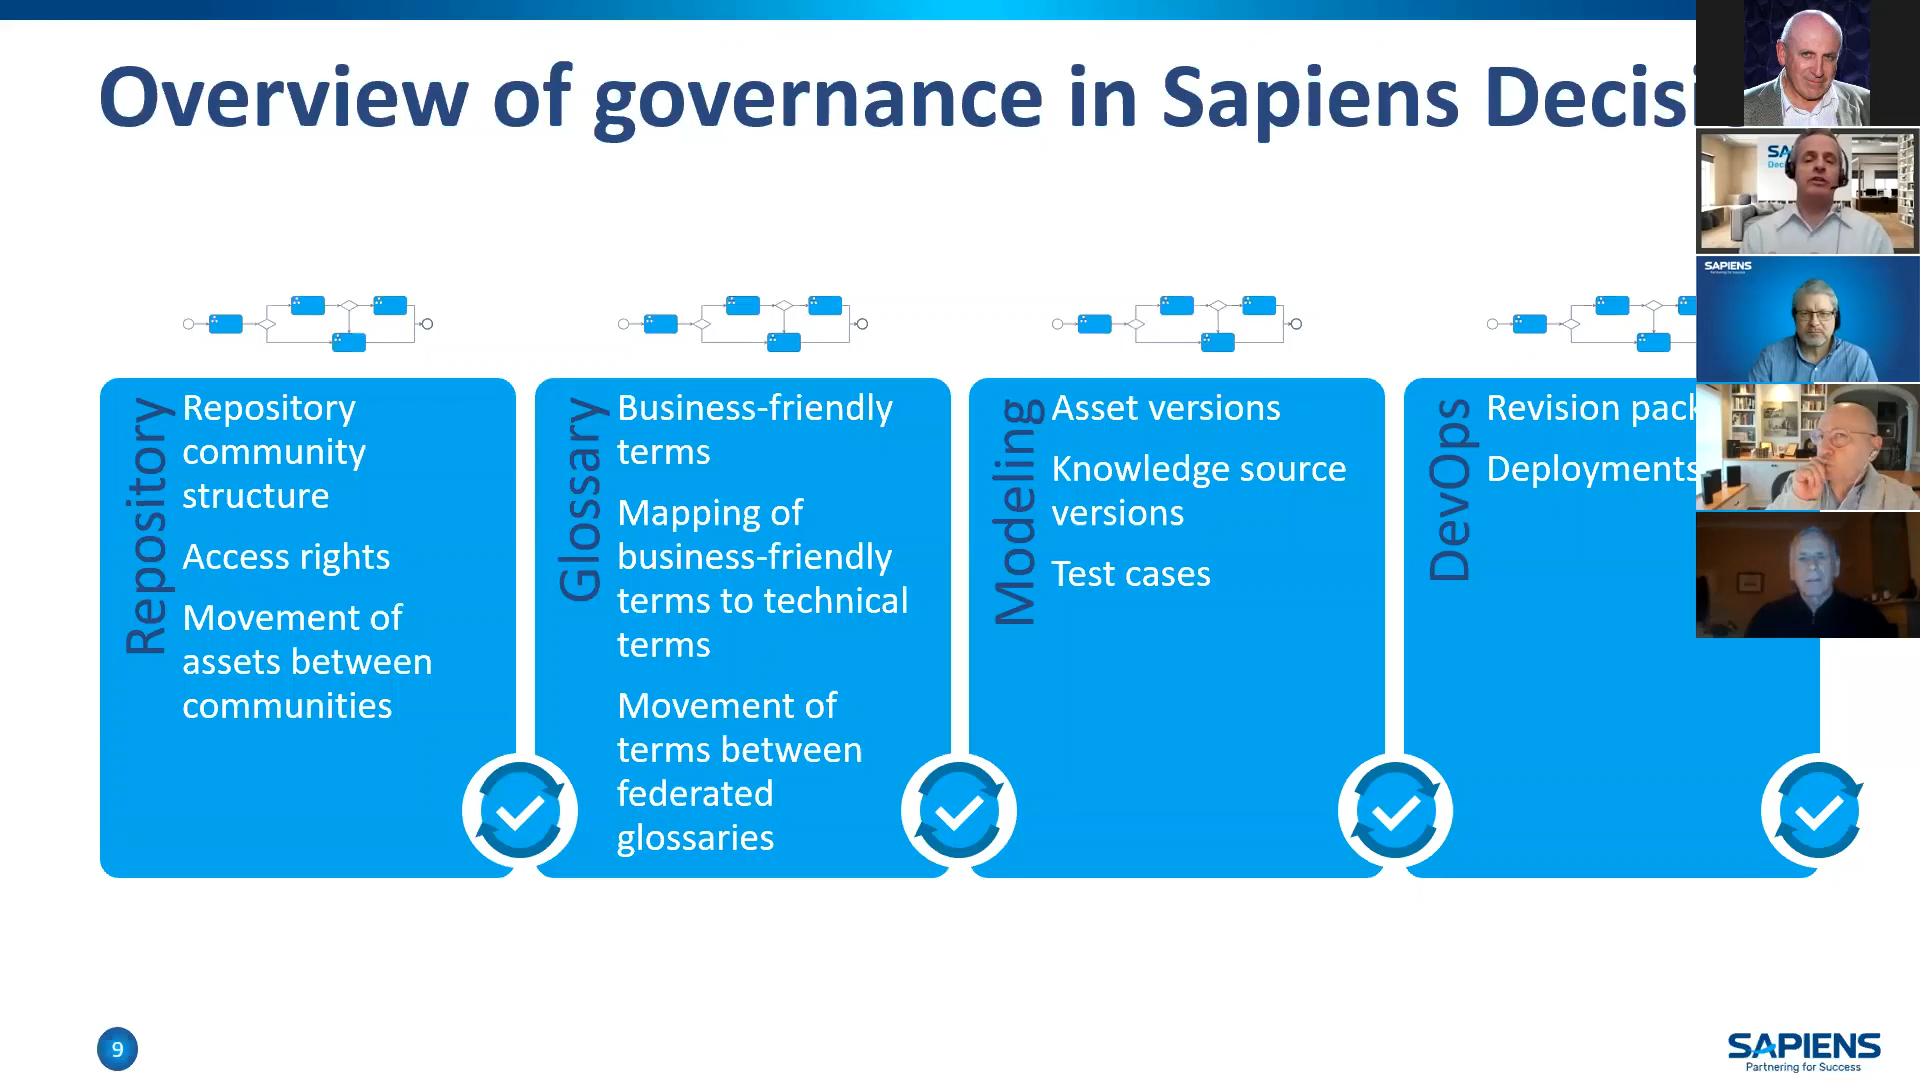 Overview of governance in Sapiens Decisi
Repository
Repository
community
structure
Access rights
Movement of
assets between
communities
Glossary
Business-friendly
terms
Mapping of
business-friendly
terms to technical
terms
Movement of
terms between
federated
glossaries
Modeling
Asset versions
Knowledge source
versions
Test cases
DevOps
Revision pack
Deployments
SAPIENS
9
SAPIENS
Partnering for Success